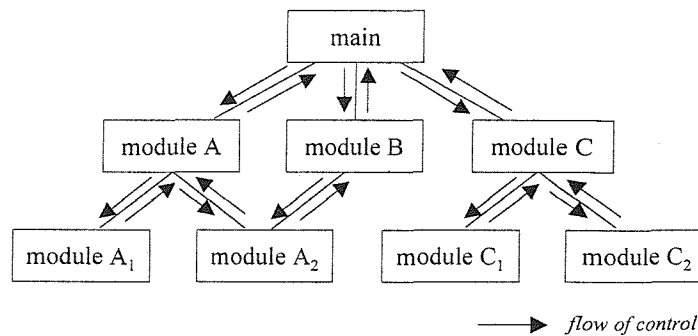 main
module A
module B
module C
module A₁
module A₂
module C₁
module C₂
flow of control